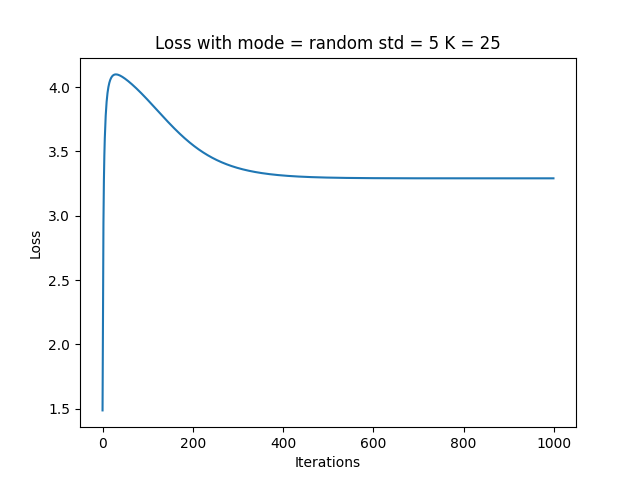 Loss with mode = random std = 5 K = 25
4.0
3.5
3.0
2.5
2.0
1.5
Loss
0 200 400 600 800 1000
Iterations